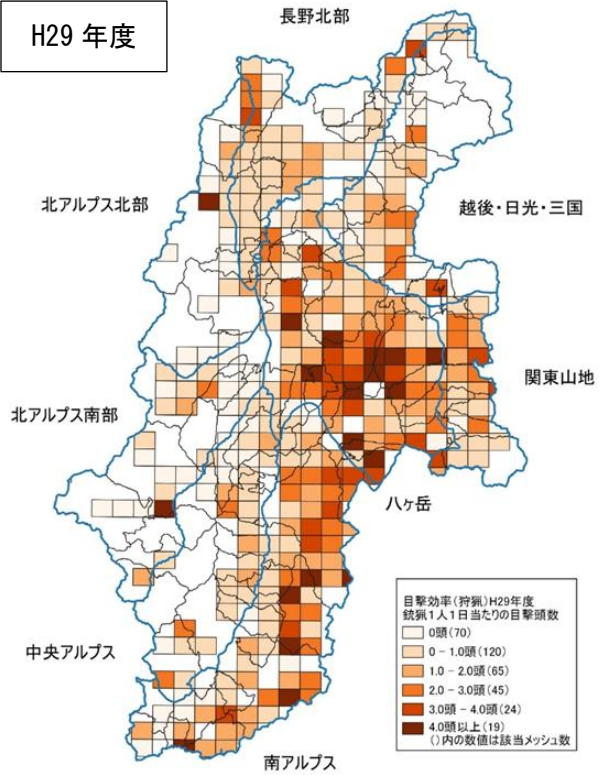 H29 年度
長野北部
北アルプス北部
越後・日光・三国
関東山地
北アルプス南部
八ヶ岳
中央アルプス
南アルプス
目撃効率(狩猟)H29年度
銃猟1人1日当たりの目撃頭数
0頭(70)
0 - 1.0頭(120)
1.0 - 2.0頭(65)
2.0 - 3.0頭(45)
3.0頭 - 4.0頭(24)
4.0頭以上(19)
()内の数値は該当メッシュ数